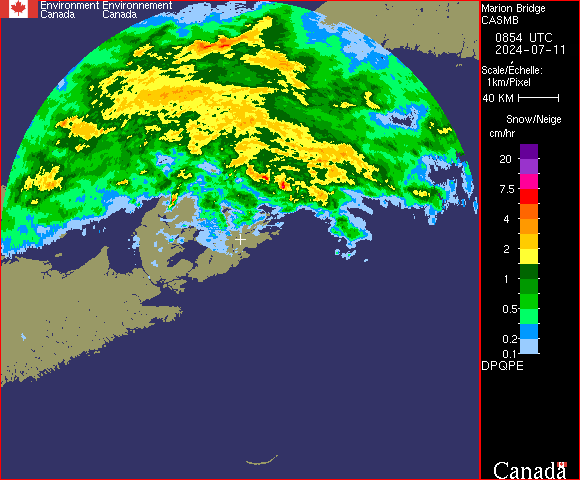 Environment Environnement
Canada Canada
Marion Bridge
CASMB
0854 UTC
2024-07-11
Scale/Échelle:
1km/Pixel
40 KM
Snow/Neige
cm/hr
20
7.5
4
2
1
0.5
0.2
0.1
DPQPE
Canada